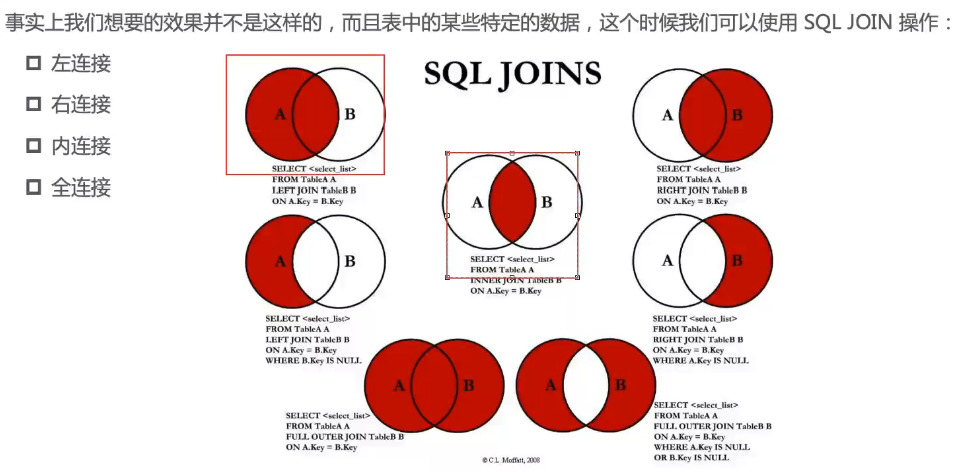 事实上我们想要的效果并不是这样的，而且表中的某些特定的数据，这个时候我们可以使用 SQL JOIN 操作：
左连接
右连接
内连接
全连接
SQL JOINS
A B
SELECT <select_list>
FROM TableA A
LEFT JOIN TableB B
ON A.Key = B.Key
A B
SELECT <select_list>
FROM TableA A
RIGHT JOIN TableB B
ON A.Key = B.Key
A B
SELECT <select_list>
FROM TableA A
INNER JOIN TableB B
ON A.Key = B.Key
A B
SELECT <select_list>
FROM TableA A
LEFT JOIN TableB B
ON A.Key = B.Key
WHERE B.Key IS NULL
A B
SELECT <select_list>
FROM TableA A
RIGHT JOIN TableB B
ON A.Key = B.Key
WHERE A.Key IS NULL
A B
SELECT <select_list>
FROM TableA A
FULL OUTER JOIN TableB B
ON A.Key = B.Key
A B
SELECT <select_list>
FROM TableA A
FULL OUTER JOIN TableB B
ON A.Key = B.Key
WHERE A.Key IS NULL
OR B.Key IS NULL
© C.L. Moffatt, 2008